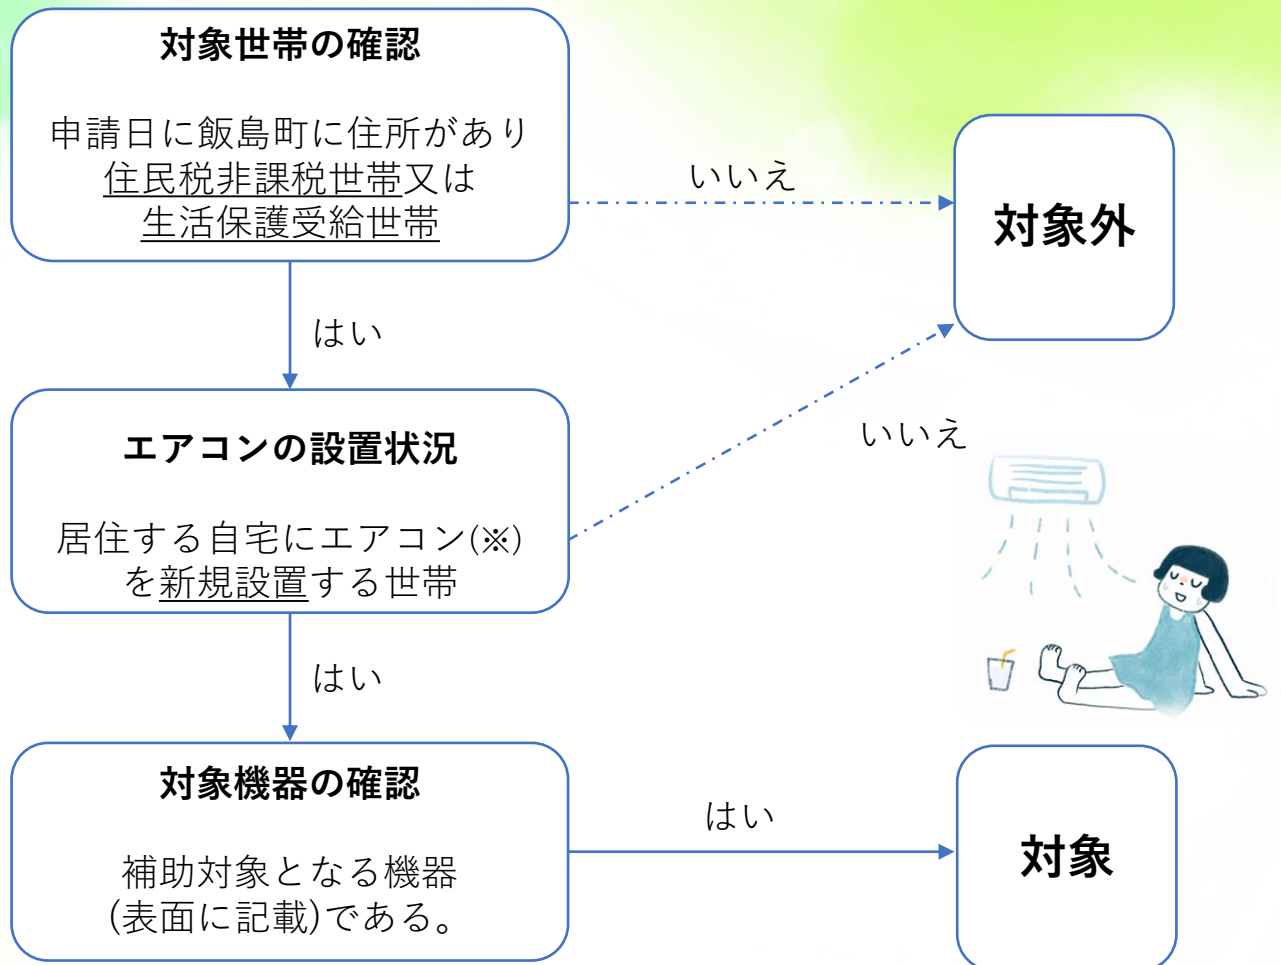 対象世帯の確認
申請日に飯島町に住所があり
住民税非課税世帯又は
生活保護受給世帯
いいえ
対象外
はい
エアコンの設置状況
居住する自宅にエアコン(※)
を新規設置する世帯
いいえ
はい
対象機器の確認
補助対象となる機器
(表面に記載)である。
はい
対象